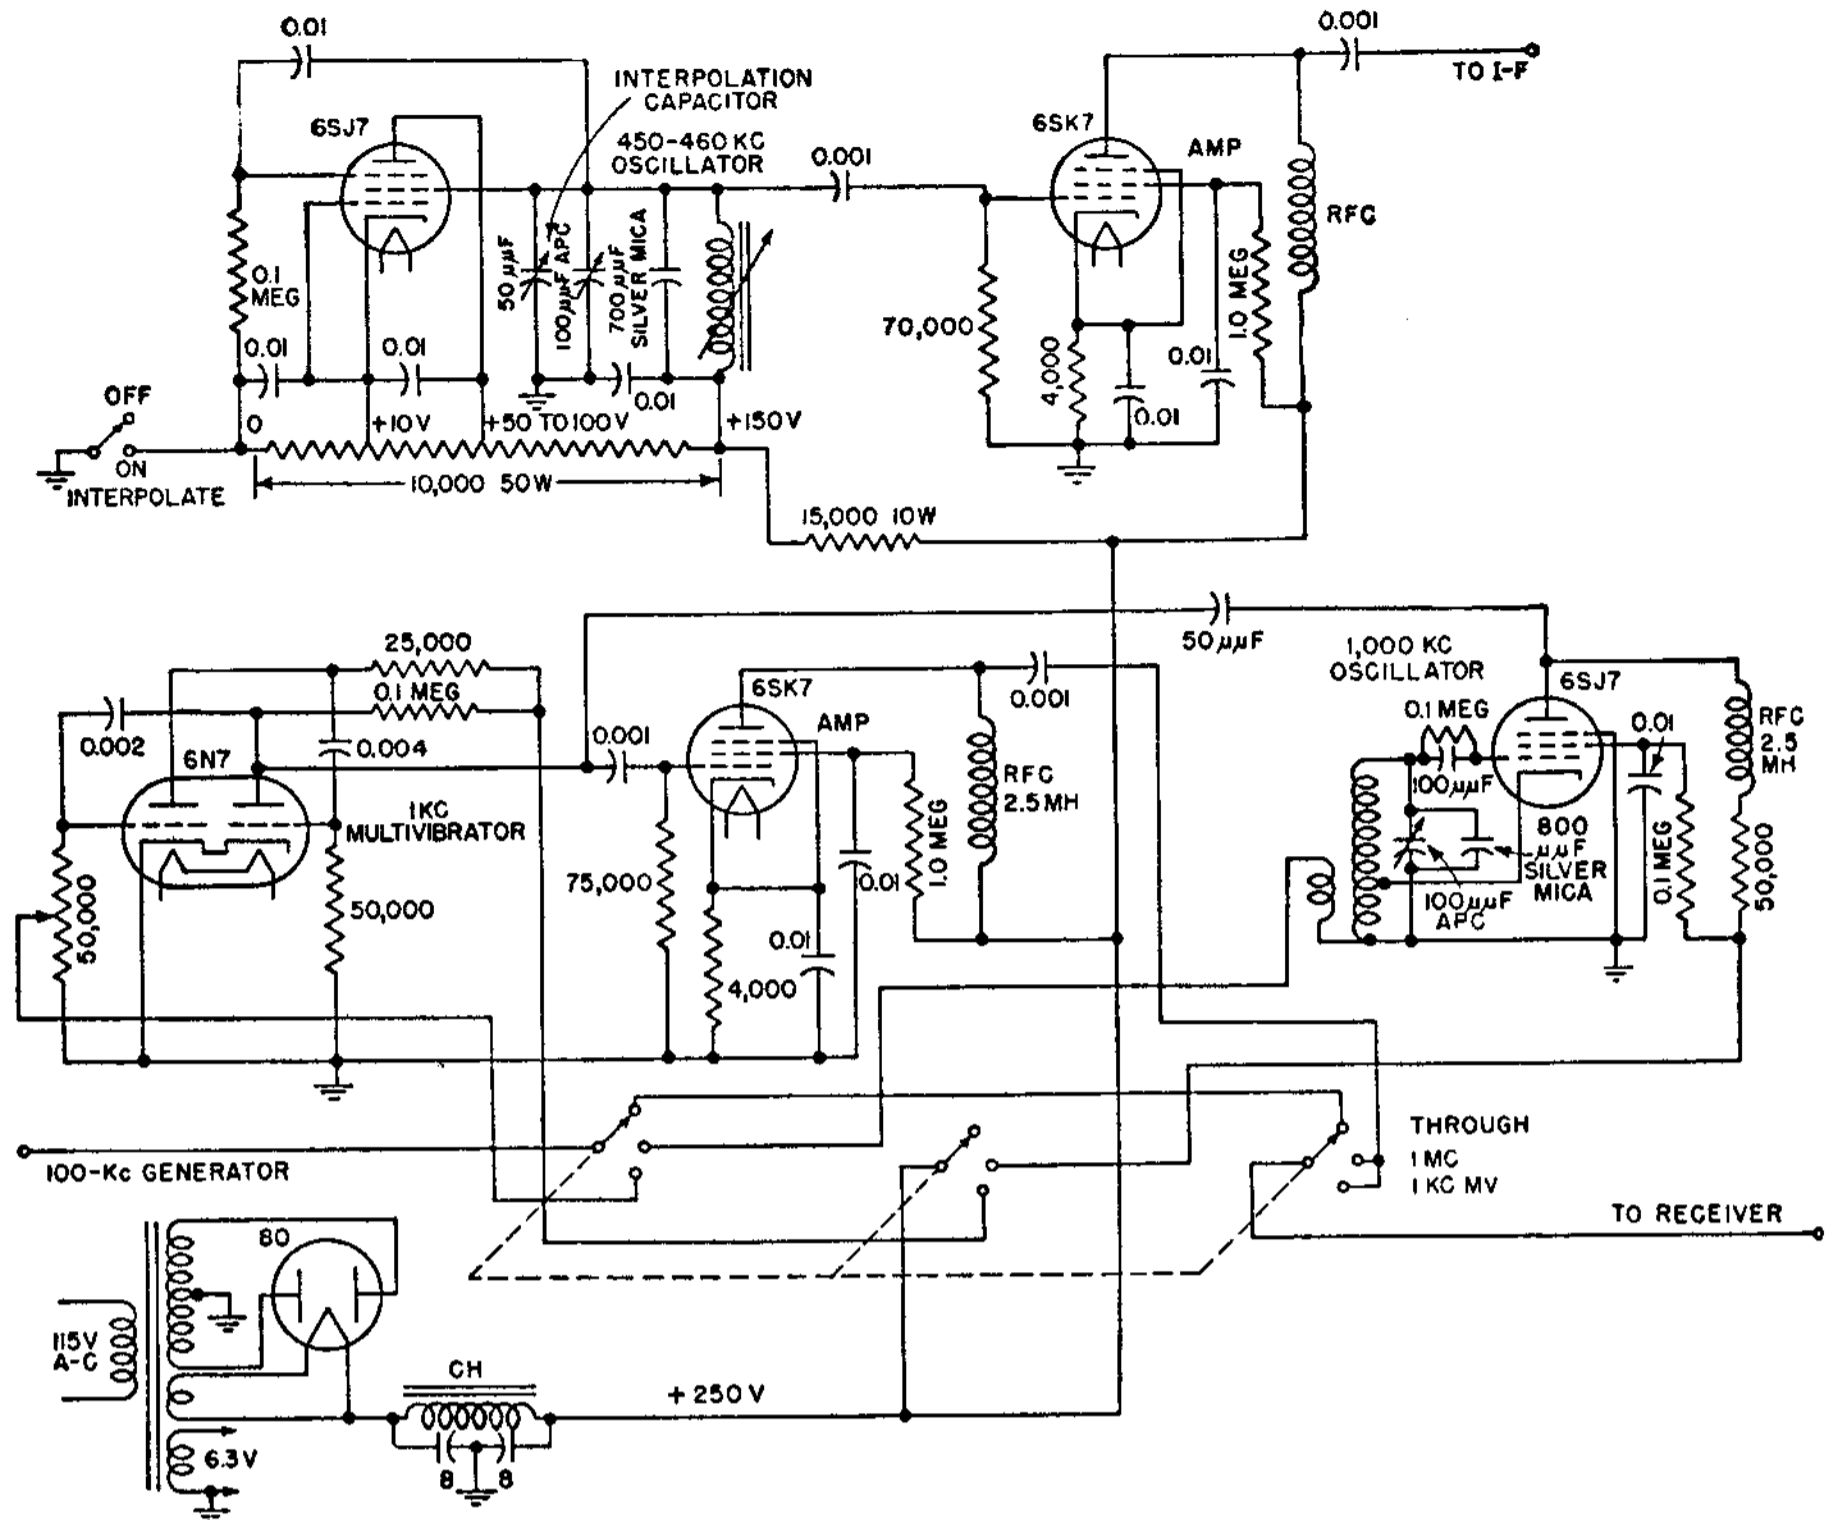 0.01
0.001
TO I-F
INTERPOLATION
CAPACITOR
6SJ7
450-460 KC
OSCILLATOR
0.001
6SK7
AMP
RFC
0.1
MEG
50 μμF
100 μμF APC
700 μμF
SILVER MICA
70,000
1.0 MEG
0.01
0.01
0.01
4,000
0.01
0.01
OFF
0
+10V
+50 TO 100V
+150V
ON
INTERPOLATE
10,000 50W
15,000 10W
50 μμF
25,000
0.1 MEG
0.002
0.004
6N7
1KC
MULTIVIBRATOR
50,000
50,000
0.001
6SK7
AMP
0.001
RFC
2.5 MH
75,000
0.01
1.0 MEG
0.01
4,000
1,000 KC
OSCILLATOR
6SJ7
0.1 MEG
0.01
RFC
2.5
MH
100 μμF
800
μμF
SILVER
MICA
100 μμF
APC
0.1 MEG
50,000
100-Kc GENERATOR
THROUGH
1 MC
1 KC MV
TO RECEIVER
80
115V
A-C
CH
+250V
6.3V
8
8